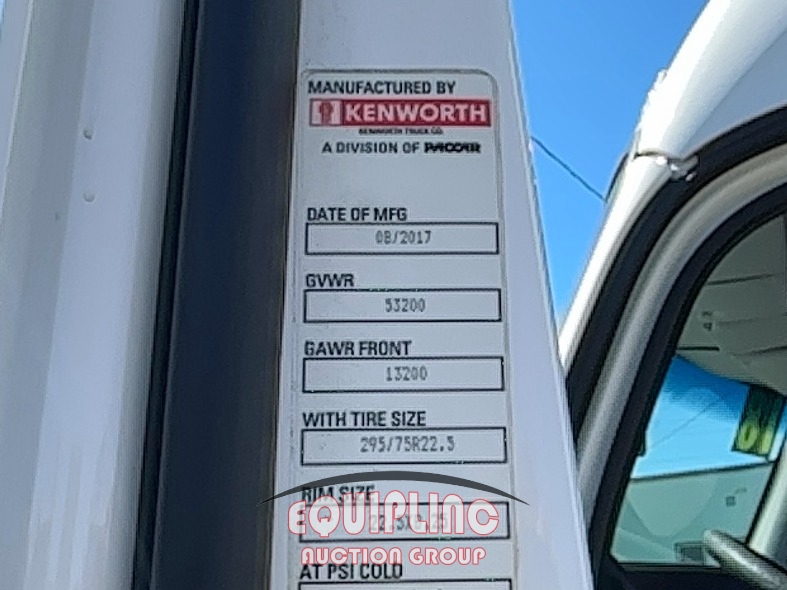 MANUFACTURED BY
KENWORTH
KENWORTH TRUCK CO.
A DIVISION OF PACCAR
DATE OF MFG
08/2017
GVWR
53200
GAWR FRONT
13200
WITH TIRE SIZE
295/75R22.5
RIM SIZE
EQUIPLINC
AUCTION GROUP
AT PSI COLD